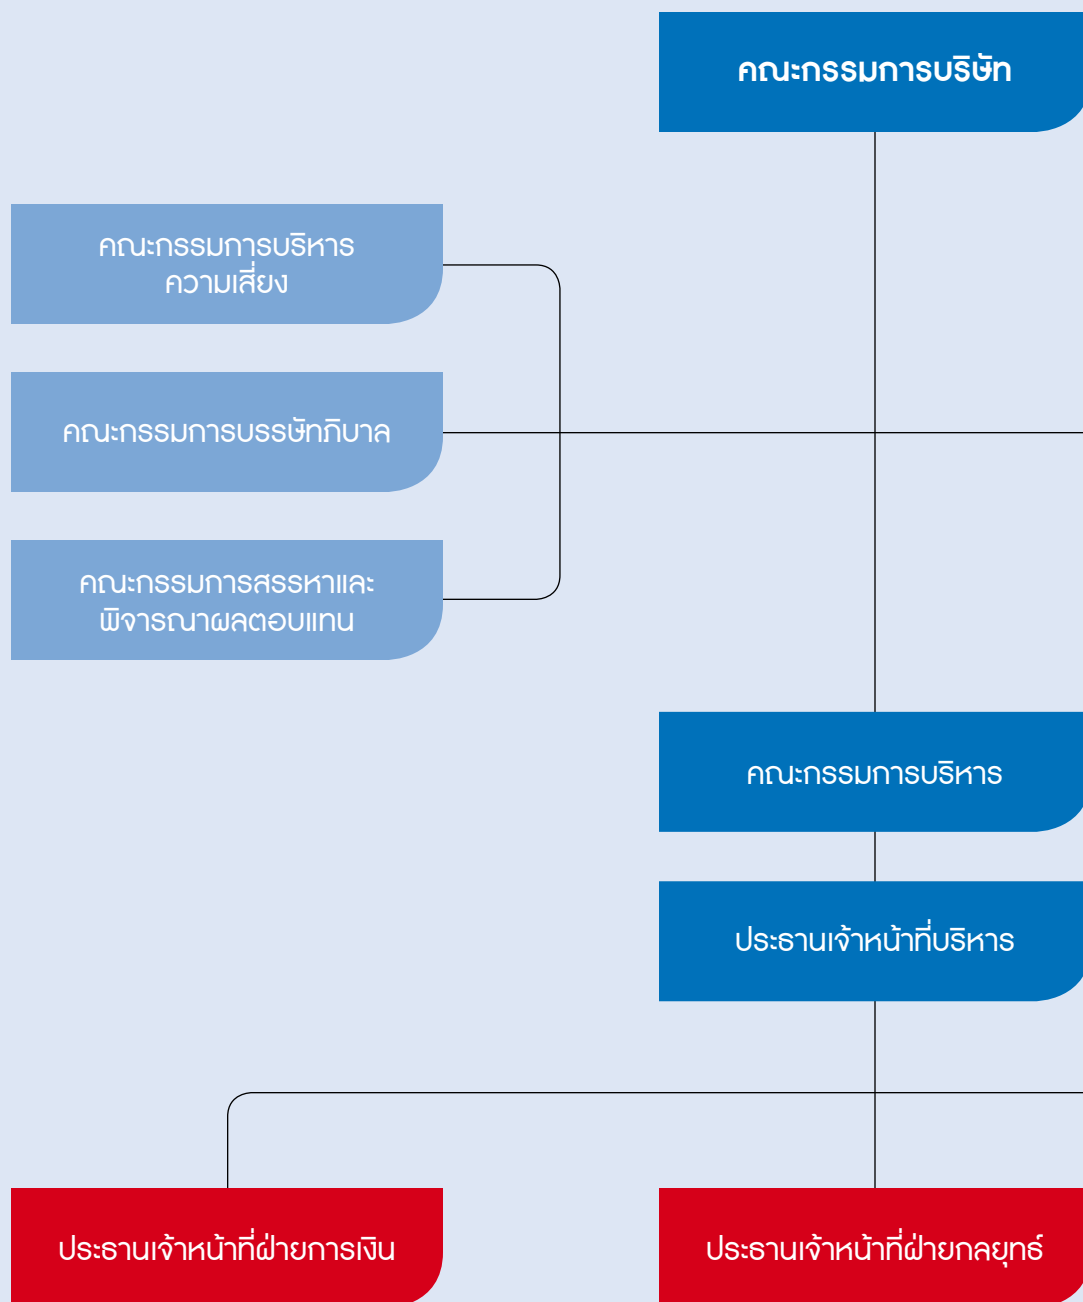 คณะกรรมการบริษัท
คณะกรรมการบริหาร
ความเสี่ยง
คณะกรรมการบรรษัทภิบาล
คณะกรรมการสรรหาและ
พิจารณาผลตอบแทน
คณะกรรมการบริหาร
ประธานเจ้าหน้าที่บริหาร
ประธานเจ้าหน้าที่ฝ่ายการเงิน
ประธานเจ้าหน้าที่ฝ่ายกลยุทธ์